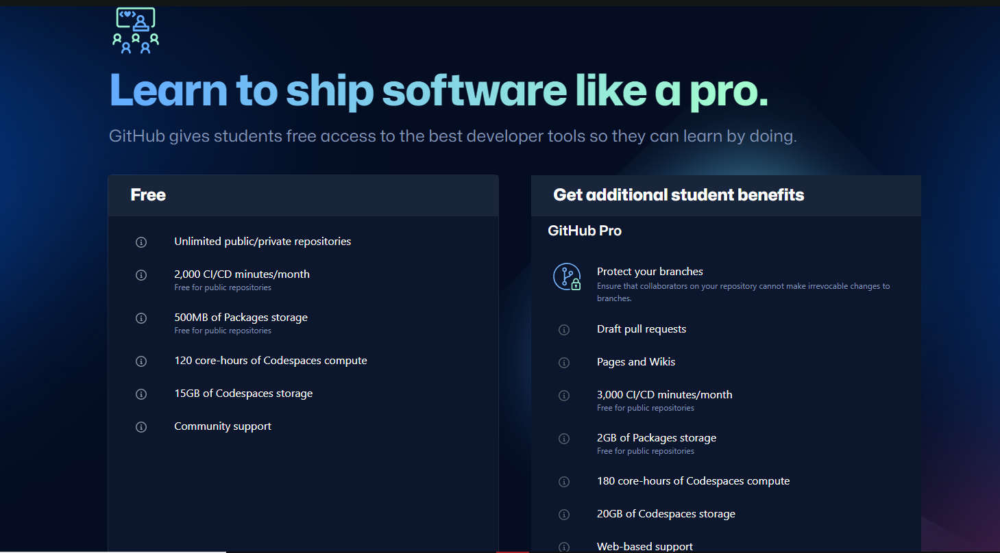 Learn to ship software like a pro.
GitHub gives students free access to the best developer tools so they can learn by doing.
Free
Unlimited public/private repositories
2,000 CI/CD minutes/month
Free for public repositories
500MB of Packages storage
Free for public repositories
120 core-hours of Codespaces compute
15GB of Codespaces storage
Community support
Get additional student benefits
GitHub Pro
Protect your branches
Ensure that collaborators on your repository cannot make irrevocable changes to
branches.
Draft pull requests
Pages and Wikis
3,000 CI/CD minutes/month
Free for public repositories
2GB of Packages storage
Free for public repositories
180 core-hours of Codespaces compute
20GB of Codespaces storage
Web-based support